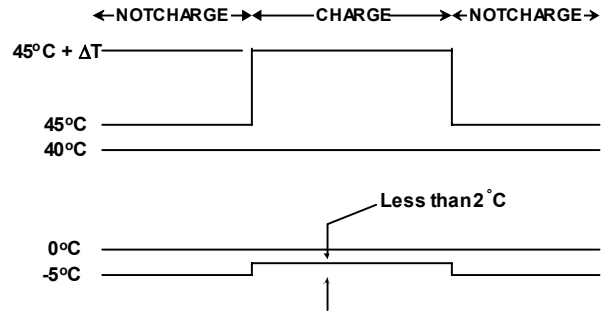 NOTCHARGE CHARGE NOTCHARGE
45°C + ΔT
45°C
40°C
Less than 2°C
0°C
-5°C